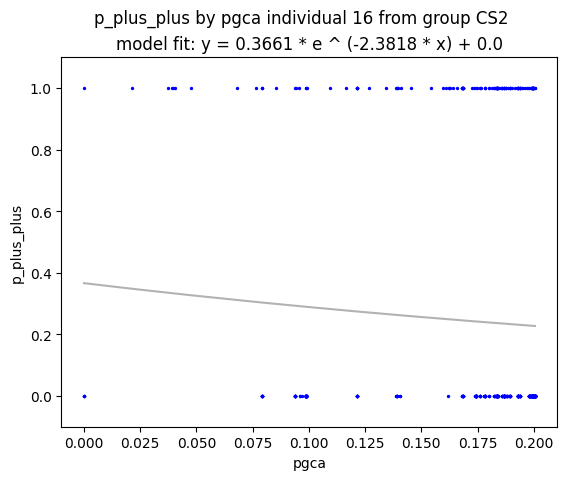 p_plus_plus by pgca individual 16 from group CS2
model fit: y = 0.3661 * e ^ (-2.3818 * x) + 0.0
1.0
0.8
0.6
0.4
0.2
0.0
p_plus_plus
0.000 0.025 0.050 0.075 0.100 0.125 0.150 0.175 0.200
pgca